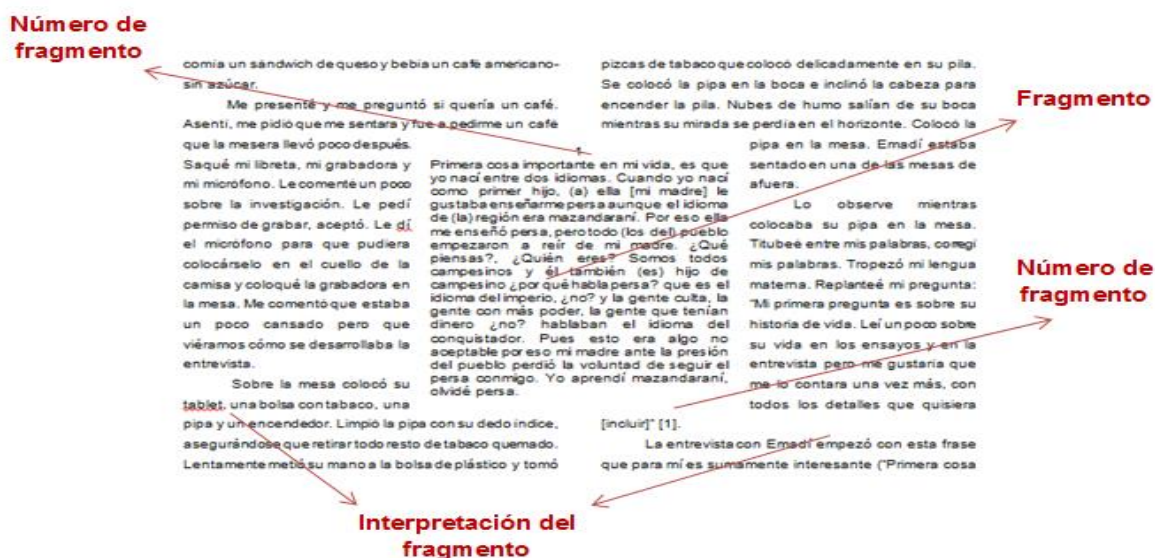 Número de
fragmento
comía un sándwich de queso y bebía un café americano-
sin azúcar.
Me presenté y me preguntó si quería un café.
Asentí, me pidió que me sentara y fue a pedirme un café
que la mesera llevó poco después.
Saqué mi libreta, mi grabadora y
mi micrófono. Le comenté un poco
sobre la investigación. Le pedí
permiso de grabar, aceptó. Le dí
el micrófono para que pudiera
colocárselo en el cuello de la
camisa y coloqué la grabadora en
la mesa. Me comentó que estaba
un poco cansado pero que
viéramos cómo se desarrollaba la
entrevista.
Sobre la mesa colocó su
tablet, una bolsa con tabaco, una
pipa y un encendedor. Limpió la pipa con su dedo índice,
asegurándose que retirar todo resto de tabaco quemado.
Lentamente metió su mano a la bolsa de plástico y tomó
1
Primera cosa importante en mi vida, es que
yo nací entre dos idiomas. Cuando yo nací
como primer hijo, (a) ella [mi madre] le
gustaba enseñarme persa aunque el idioma
de (la) región era mazandaraní. Por eso ella
me enseñó persa, pero todo (los del) pueblo
empezaron a reír de mi madre. ¿Qué
piensas?, ¿Quién eres? Somos todos
campesinos y él también (es) hijo de
campesino ¿por qué habla persa? que es el
idioma del imperio, ¿no? y la gente culta, la
gente con más poder, la gente que tenían
dinero ¿no? hablaban el idioma del
conquistador. Pues esto era algo no
aceptable por eso mi madre ante la presión
del pueblo perdió la voluntad de seguir el
persa conmigo. Yo aprendí mazandaraní,
olvidé persa.
pizcas de tabaco que colocó delicadamente en su pila.
Se colocó la pipa en la boca e inclinó la cabeza para
encender la pila. Nubes de humo salían de su boca
mientras su mirada se perdía en el horizonte. Colocó la
pipa en la mesa. Emadí estaba
sentado en una de las mesas de
afuera.
Lo observe mientras
colocaba su pipa en la mesa.
Titubeé entre mis palabras, corregí
mis palabras. Tropezó mi lengua
materna. Replanteé mi pregunta:
"Mi primera pregunta es sobre su
historia de vida. Leí un poco sobre
su vida en los ensayos y en la
entrevista pero me gustaría que
me lo contara una vez más, con
todos los detalles que quisiera
[incluir]" [1].
La entrevista con Emadí empezó con esta frase
que para mí es sumamente interesante ("Primera cosa
Fragmento
Número de
fragmento
Interpretación del
fragmento